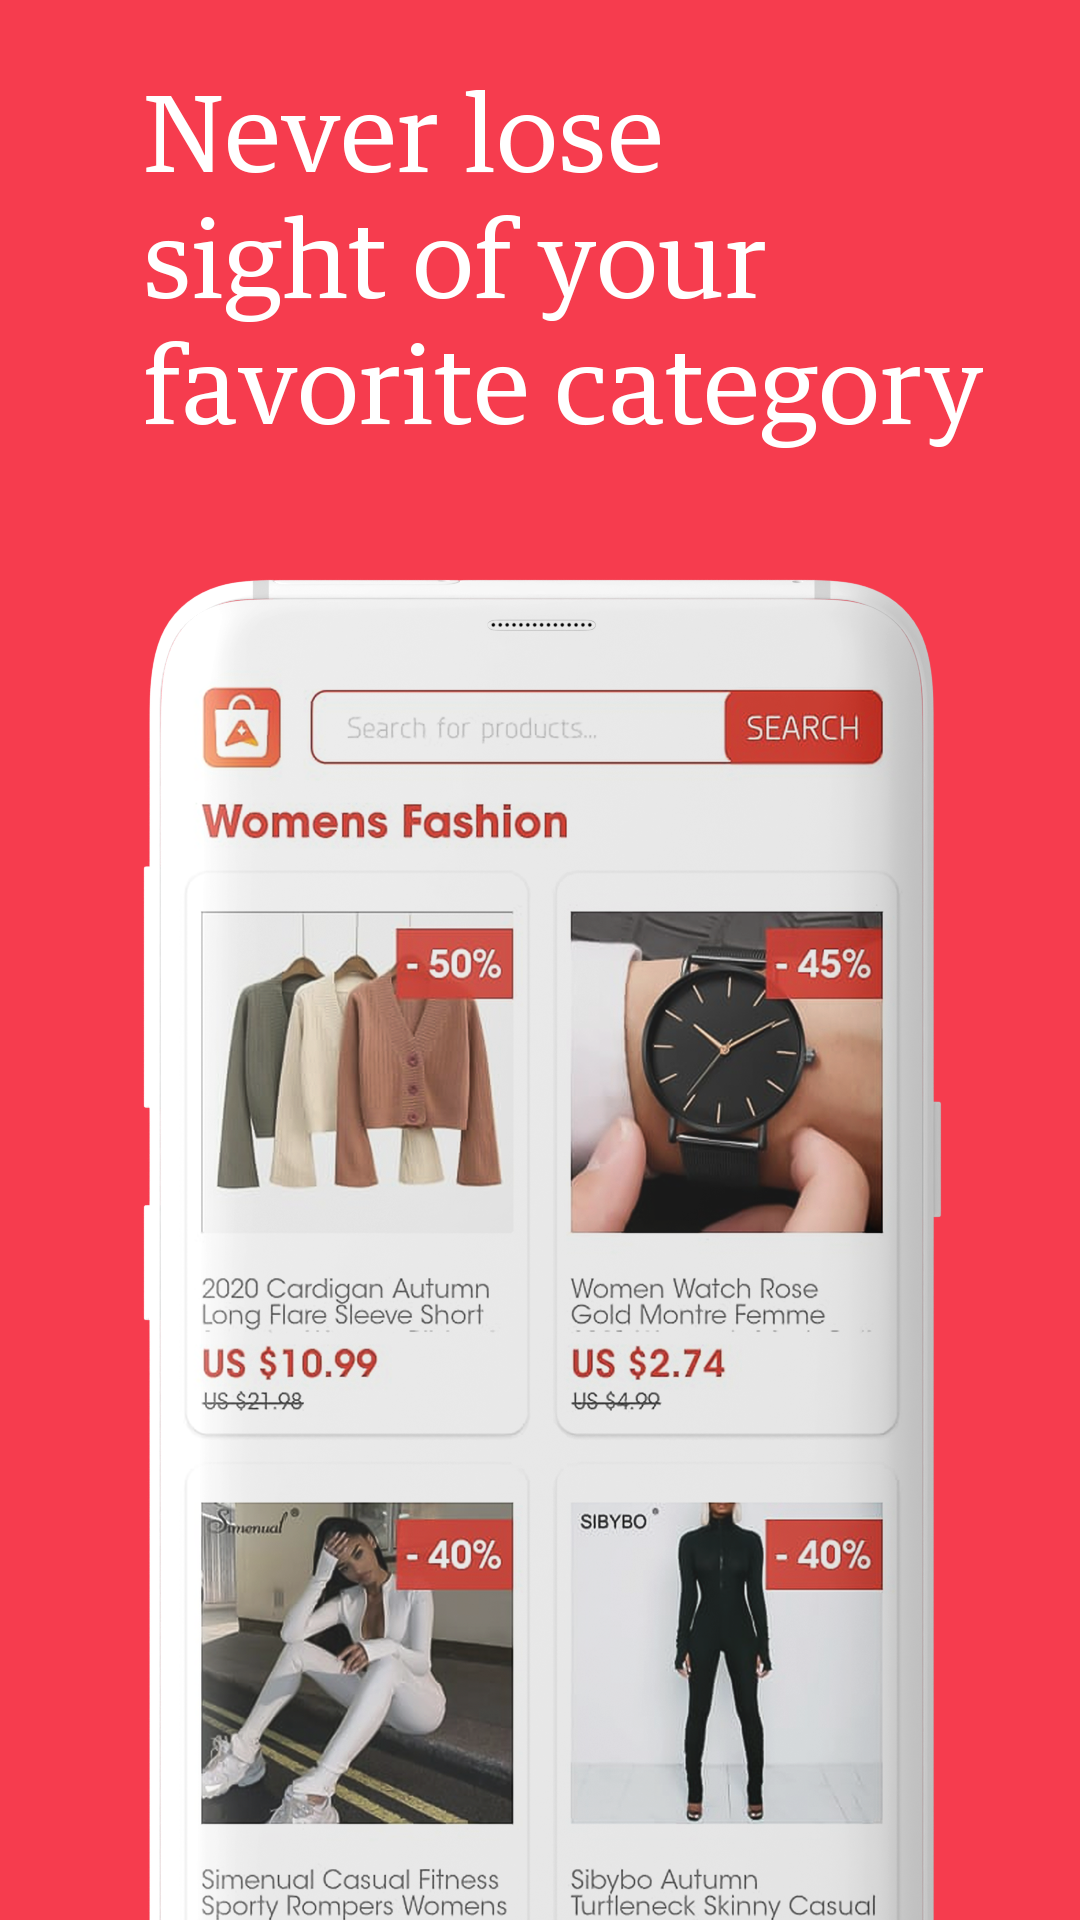 Never lose
sight of your
favorite category
Search for products...
SEARCH
Womens Fashion
- 50%
- 45%
2020 Cardigan Autumn
Long Flare Sleeve Short
Women Watch Rose
Gold Montre Femme
US $10.99
US $21.98
US $2.74
US $4.99
Simenual®
- 40%
SIBYBO®
- 40%
Simenual Casual Fitness
Sporty Rompers Womens
Sibybo Autumn
Turtleneck Skinny Casual